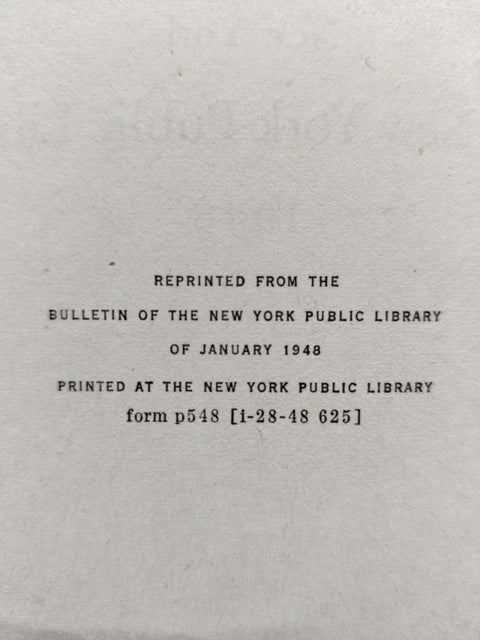 REPRINTED FROM THE
BULLETIN OF THE NEW YORK PUBLIC LIBRARY
OF JANUARY 1948
PRINTED AT THE NEW YORK PUBLIC LIBRARY
form p548 [i-28-48 625]